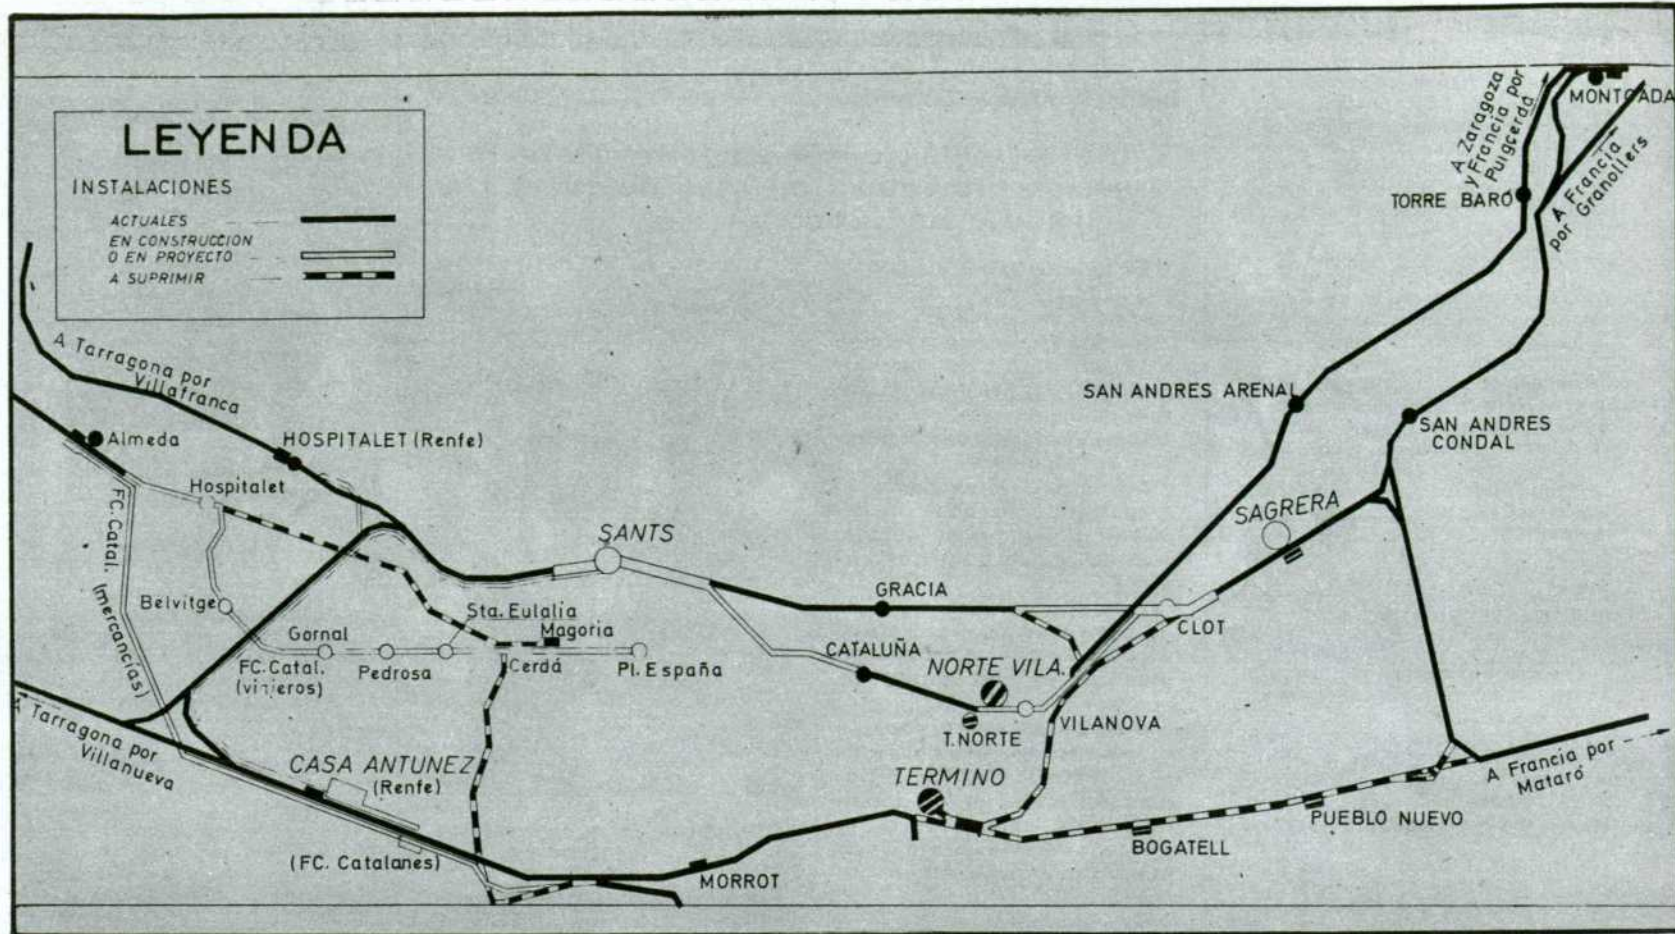 LEYENDA
INSTALACIONES
ACTUALES
EN CONSTRUCCION
O EN PROYECTO
A SUPRIMIR
A Zaragoza
y Francia por
Puigcerdá
MONTCADA
TORRE BARÓ
A Francia
por Granollers
A Tarragona por
Villafranca
SAN ANDRES ARENAL
SAN ANDRES
CONDAL
Almeda
HOSPITALET (Renfe)
Hospitalet
FC. Catal.
(mercancías)
SANTS
SAGRERA
Belvitge
GRACIA
CLOT
Sta. Eulalia
Magoria
Gornal
FC. Catal.
(viajeros)
Pedrosa
Cerdá
Pl. España
CATALUÑA
NORTE VILA.
T. NORTE
VILANOVA
A Tarragona por
Villanueva
CASA ANTUNEZ
(Renfe)
TERMINO
A Francia por
Mataró
PUEBLO NUEVO
BOGATELL
(FC. Catalanes)
MORROT